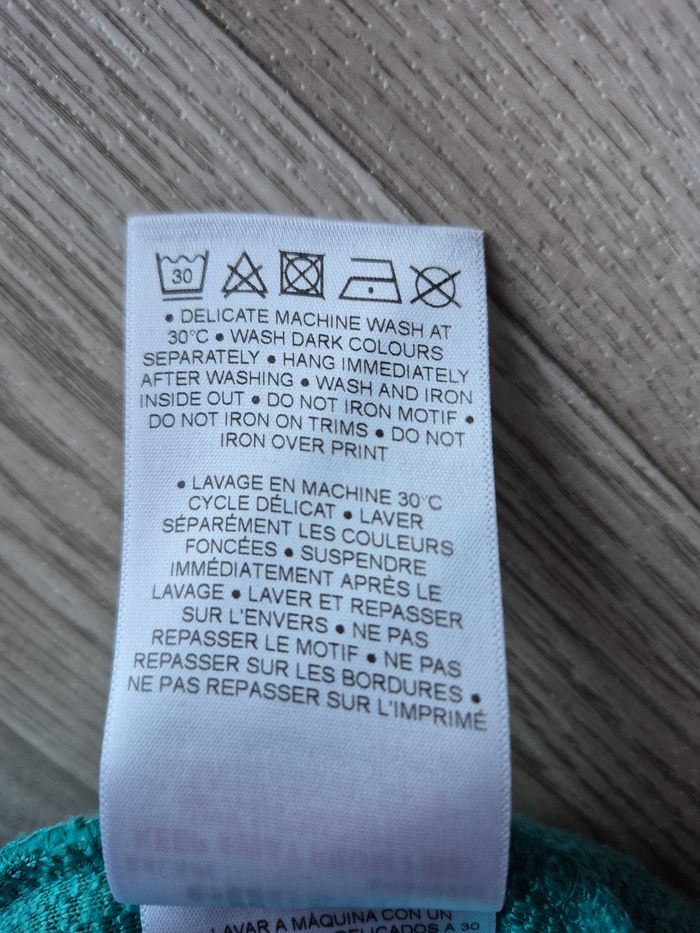 30
• DELICATE MACHINE WASH AT
30°C • WASH DARK COLOURS
SEPARATELY • HANG IMMEDIATELY
AFTER WASHING • WASH AND IRON
INSIDE OUT • DO NOT IRON MOTIF •
DO NOT IRON ON TRIMS • DO NOT
IRON OVER PRINT
• LAVAGE EN MACHINE 30°C
CYCLE DÉLICAT • LAVER
SÉPARÉMENT LES COULEURS
FONCÉES • SUSPENDRE
IMMÉDIATEMENT APRÈS LE
LAVAGE • LAVER ET REPASSER
SUR L'ENVERS • NE PAS
REPASSER LE MOTIF • NE PAS
REPASSER SUR LES BORDURES •
NE PAS REPASSER SUR L'IMPRIMÉ
LAVAR A MÁQUINA CON UN
DELICADOS A 30